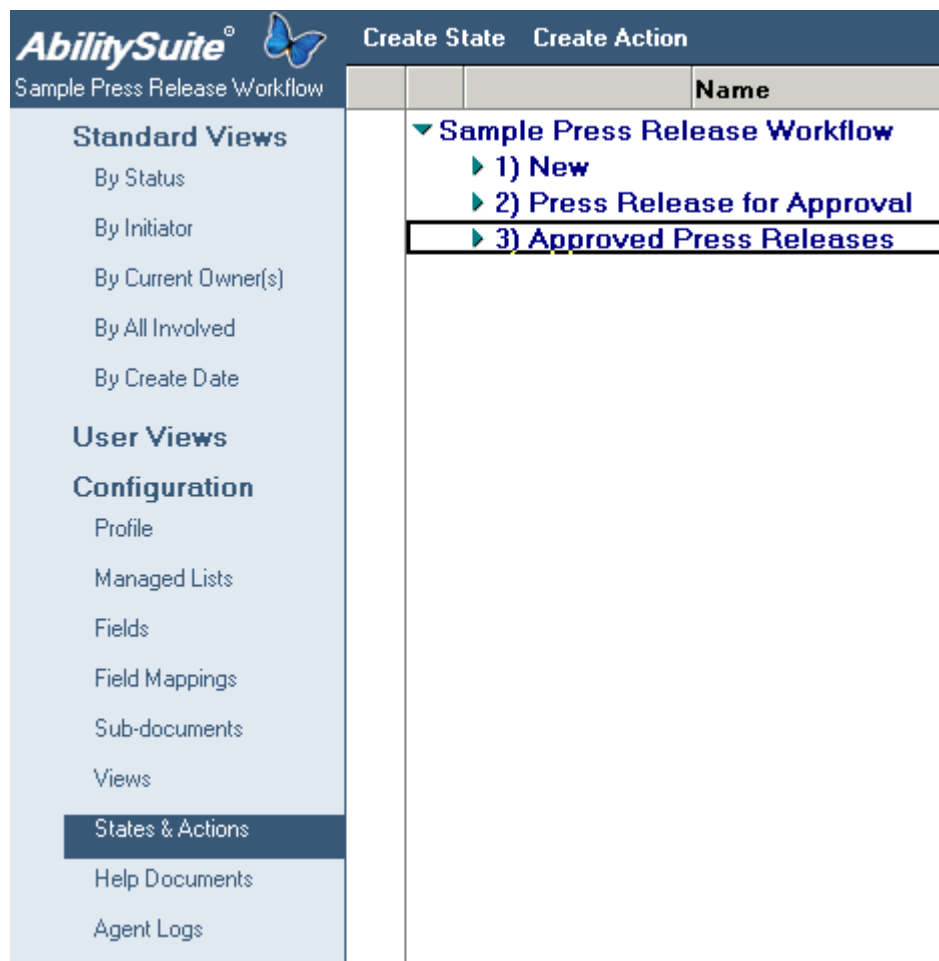 AbilitySuite®
Sample Press Release Workflow
Create State Create Action
Name
Standard Views
By Status
By Initiator
By Current Owner(s)
By All Involved
By Create Date
User Views
Configuration
Profile
Managed Lists
Fields
Field Mappings
Sub-documents
Views
States & Actions
Help Documents
Agent Logs
Sample Press Release Workflow
1) New
2) Press Release for Approval
3) Approved Press Releases